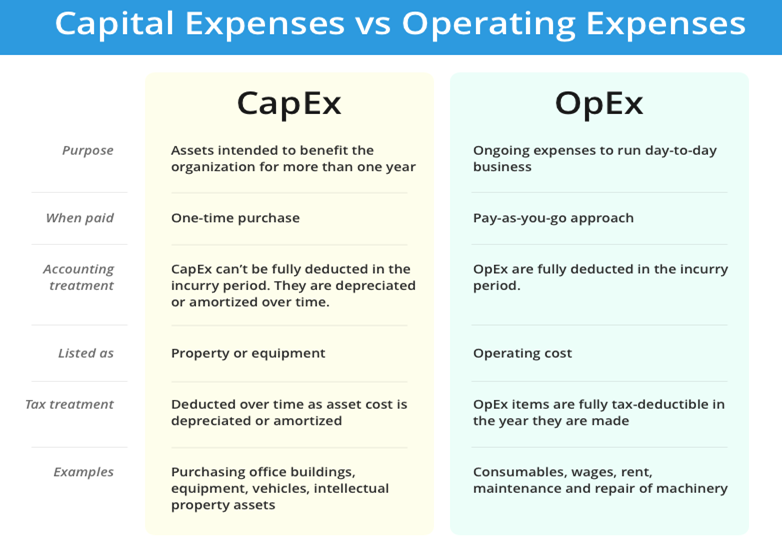 Capital Expenses vs Operating Expenses
CapEx
OpEx
Purpose
Assets intended to benefit the
organization for more than one year
Ongoing expenses to run day-to-day
business
When paid
One-time purchase
Pay-as-you-go approach
Accounting
treatment
CapEx can’t be fully deducted in the
incurry period. They are depreciated
or amortized over time.
OpEx are fully deducted in the incurry
period.
Listed as
Property or equipment
Operating cost
Tax treatment
Deducted over time as asset cost is
depreciated or amortized
OpEx items are fully tax-deductible in
the year they are made
Examples
Purchasing office buildings,
equipment, vehicles, intellectual
property assets
Consumables, wages, rent,
maintenance and repair of machinery